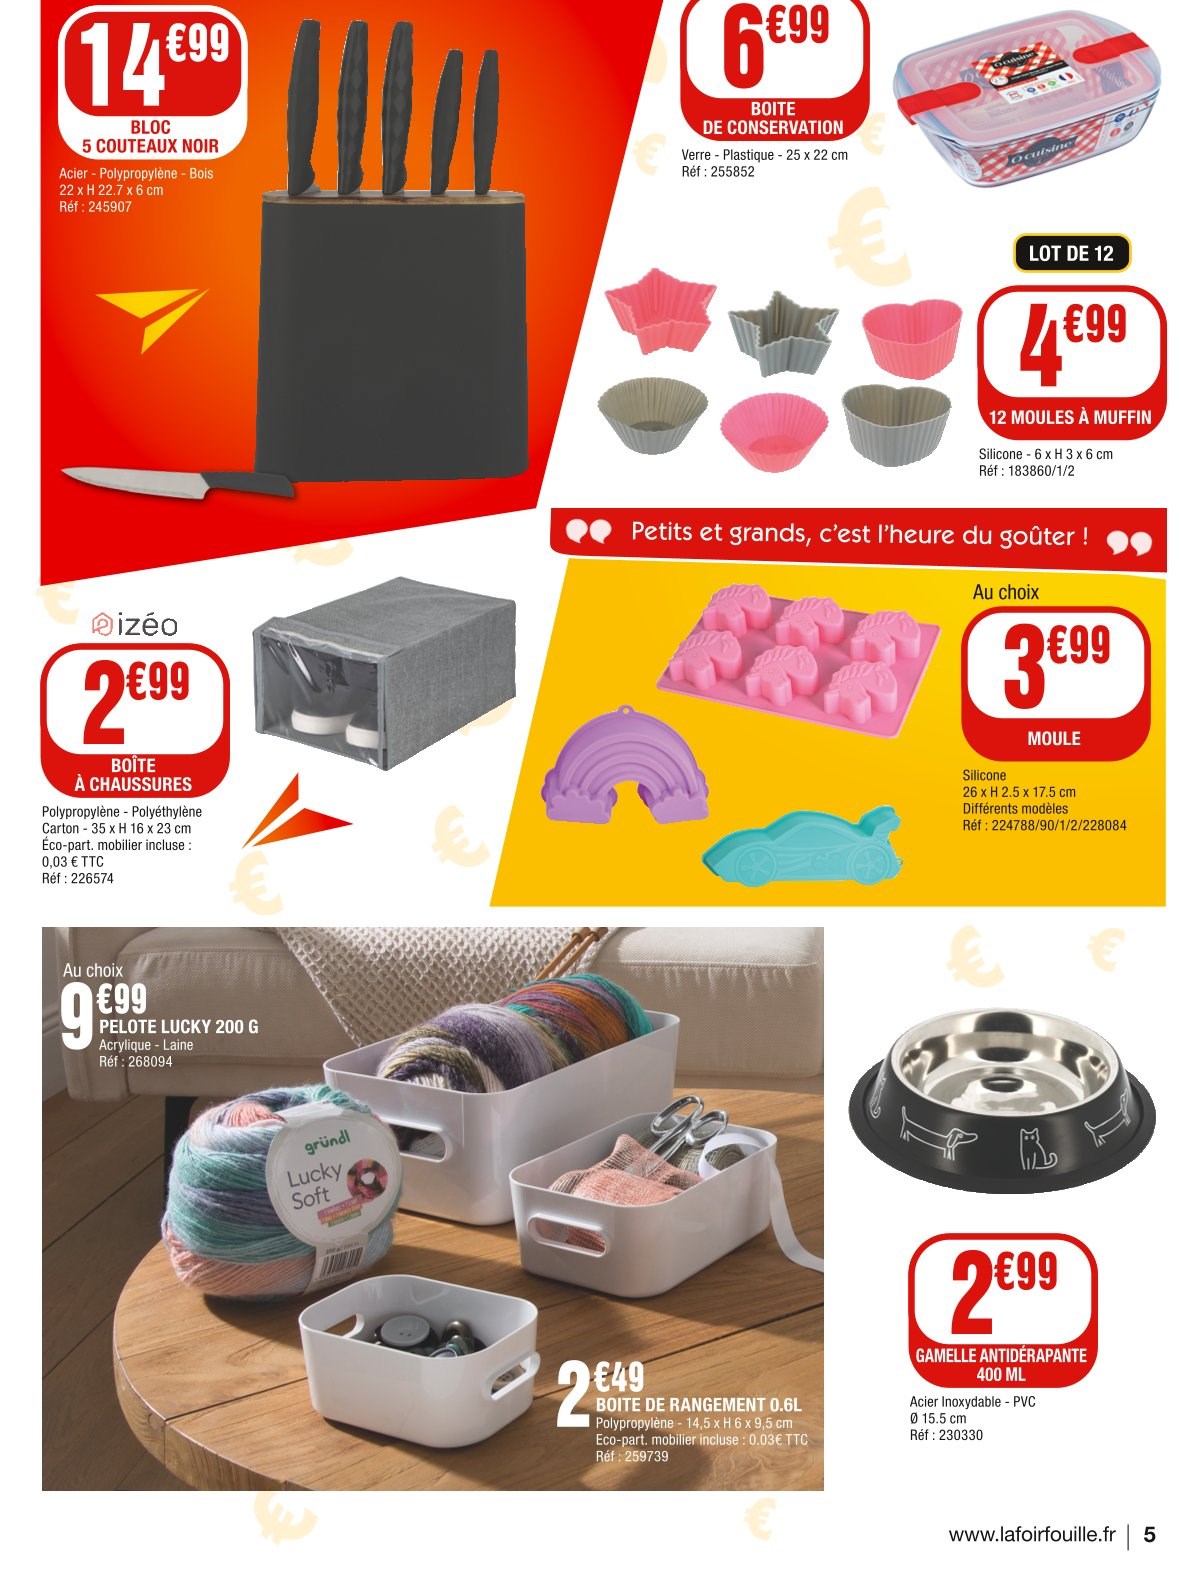 14€99
BLOC
5 COUTEAUX NOIR
Acier - Polypropylène - Bois
22 x H 22.7 x 6 cm
Réf : 245907
6€99
BOITE
DE CONSERVATION
Verre - Plastique - 25 x 22 cm
Réf : 255852
Ô cuisine
Ô cuisine
LOT DE 12
4€99
12 MOULES À MUFFIN
Silicone - 6 x H 3 x 6 cm
Réf : 183860/1/2
Petits et grands, c'est l'heure du goûter !
izéo
2€99
BOÎTE
À CHAUSSURES
Polypropylène - Polyéthylène
Carton - 35 x H 16 x 23 cm
Éco-part. mobilier incluse :
0,03 € TTC
Réf : 226574
Au choix
3€99
MOULE
Silicone
26 x H 2.5 x 17.5 cm
Différents modèles
Réf : 224788/90/1/2/228084
Au choix
9€99
PELOTE LUCKY 200 G
Acrylique - Laine
Réf : 268094
gründl
Lucky
Soft
2€49
BOITE DE RANGEMENT 0.6L
Polypropylène - 14,5 x H 6 x 9,5 cm
Eco-part. mobilier incluse : 0.03€ TTC
Réf : 259739
2€99
GAMELLE ANTIDÉRAPANTE
400 ML
Acier Inoxydable - PVC
Ø 15.5 cm
Réf : 230330
www.lafoirfouille.fr | 5